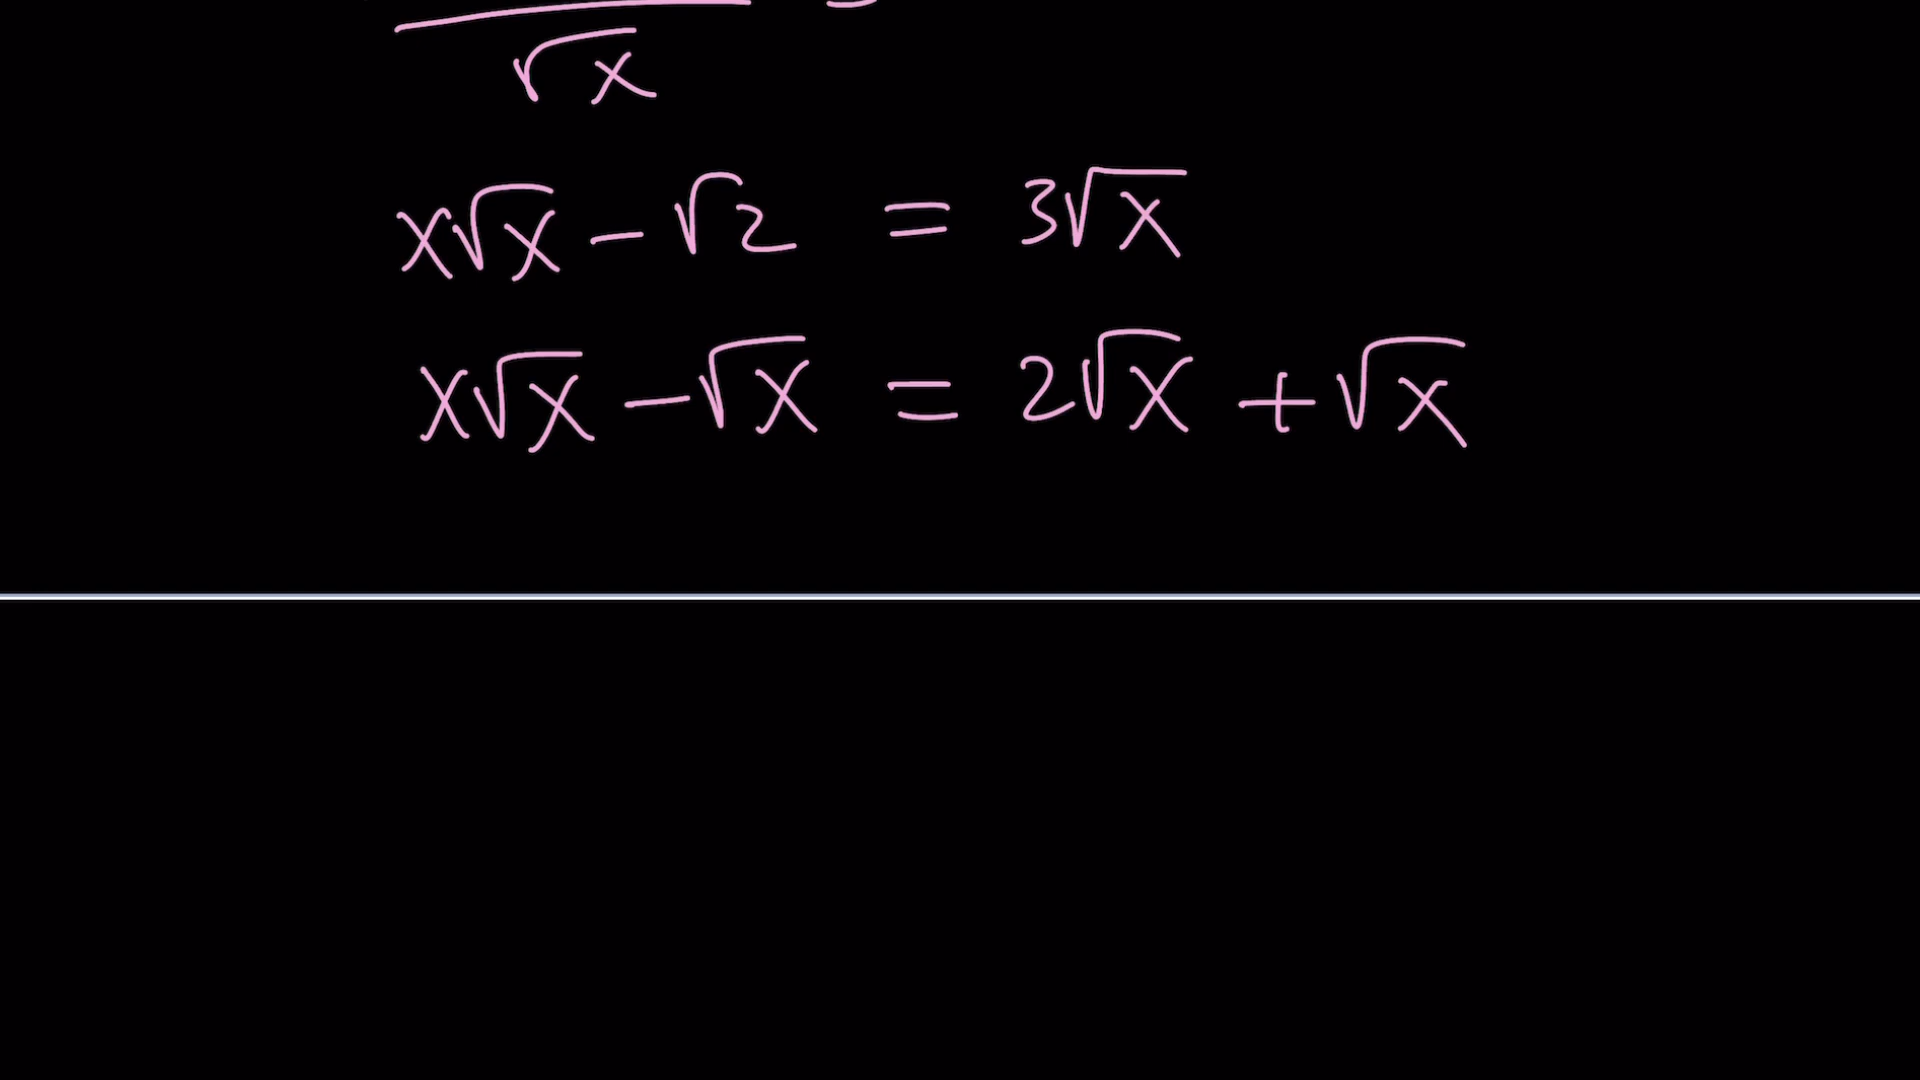 √x
x√x - √2 = 3√x
x√x - √x = 2√x + √x